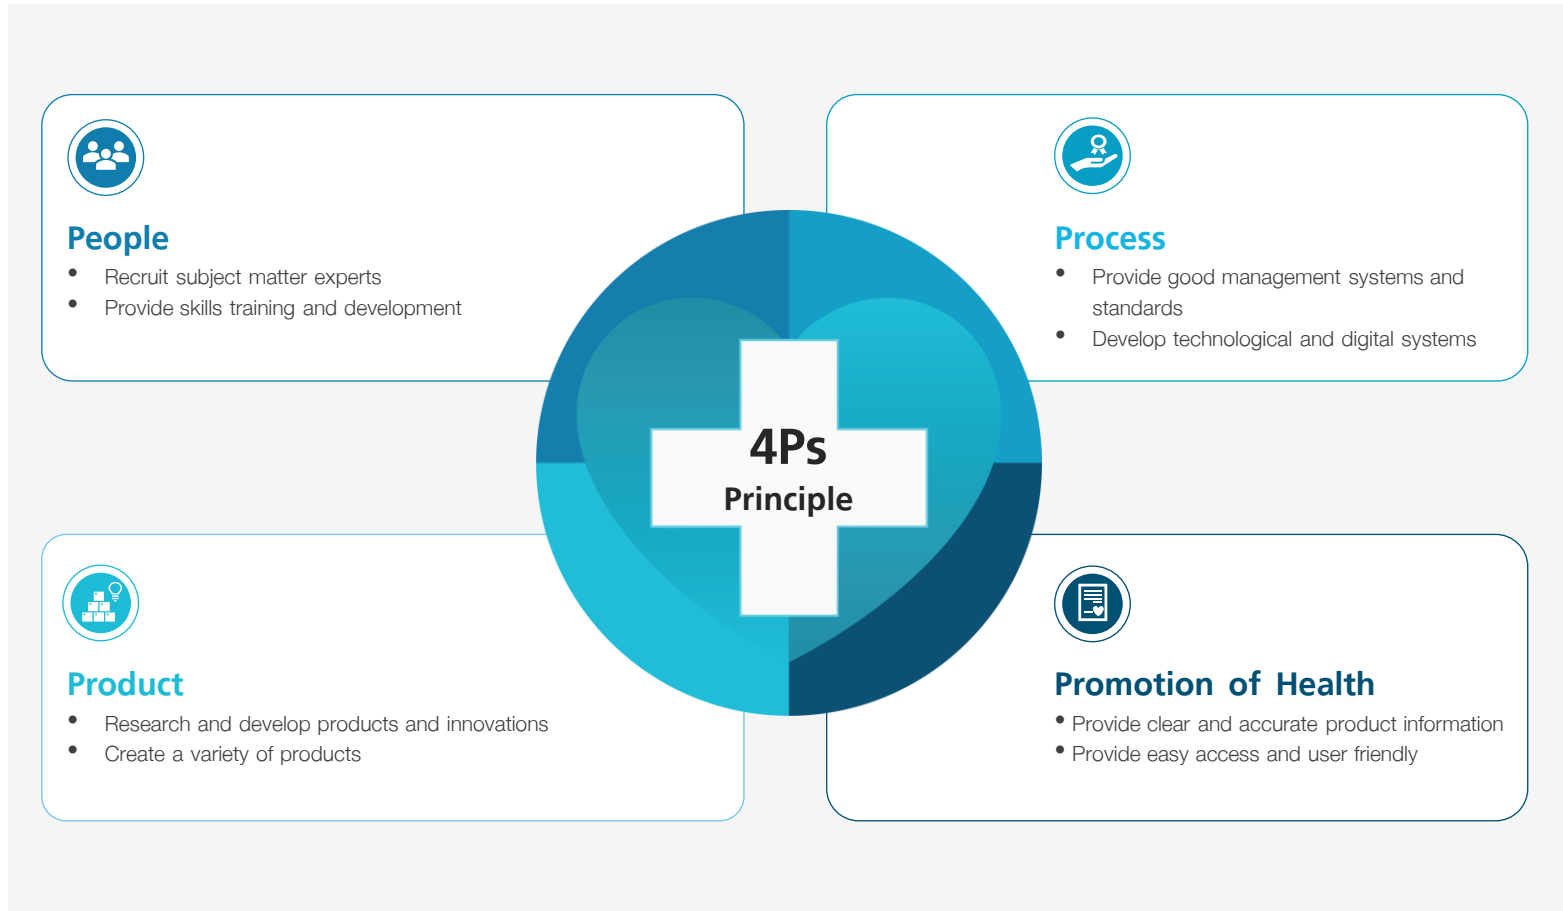 People
• Recruit subject matter experts
• Provide skills training and development
Process
• Provide good management systems and
standards
• Develop technological and digital systems
4Ps
Principle
Product
• Research and develop products and innovations
• Create a variety of products
Promotion of Health
• Provide clear and accurate product information
• Provide easy access and user friendly